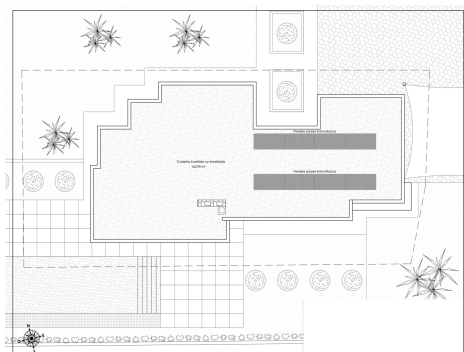 Paneles solares fotovoltaicos
Cubierta invertida no transitable
Paneles solares fotovoltaicos
N